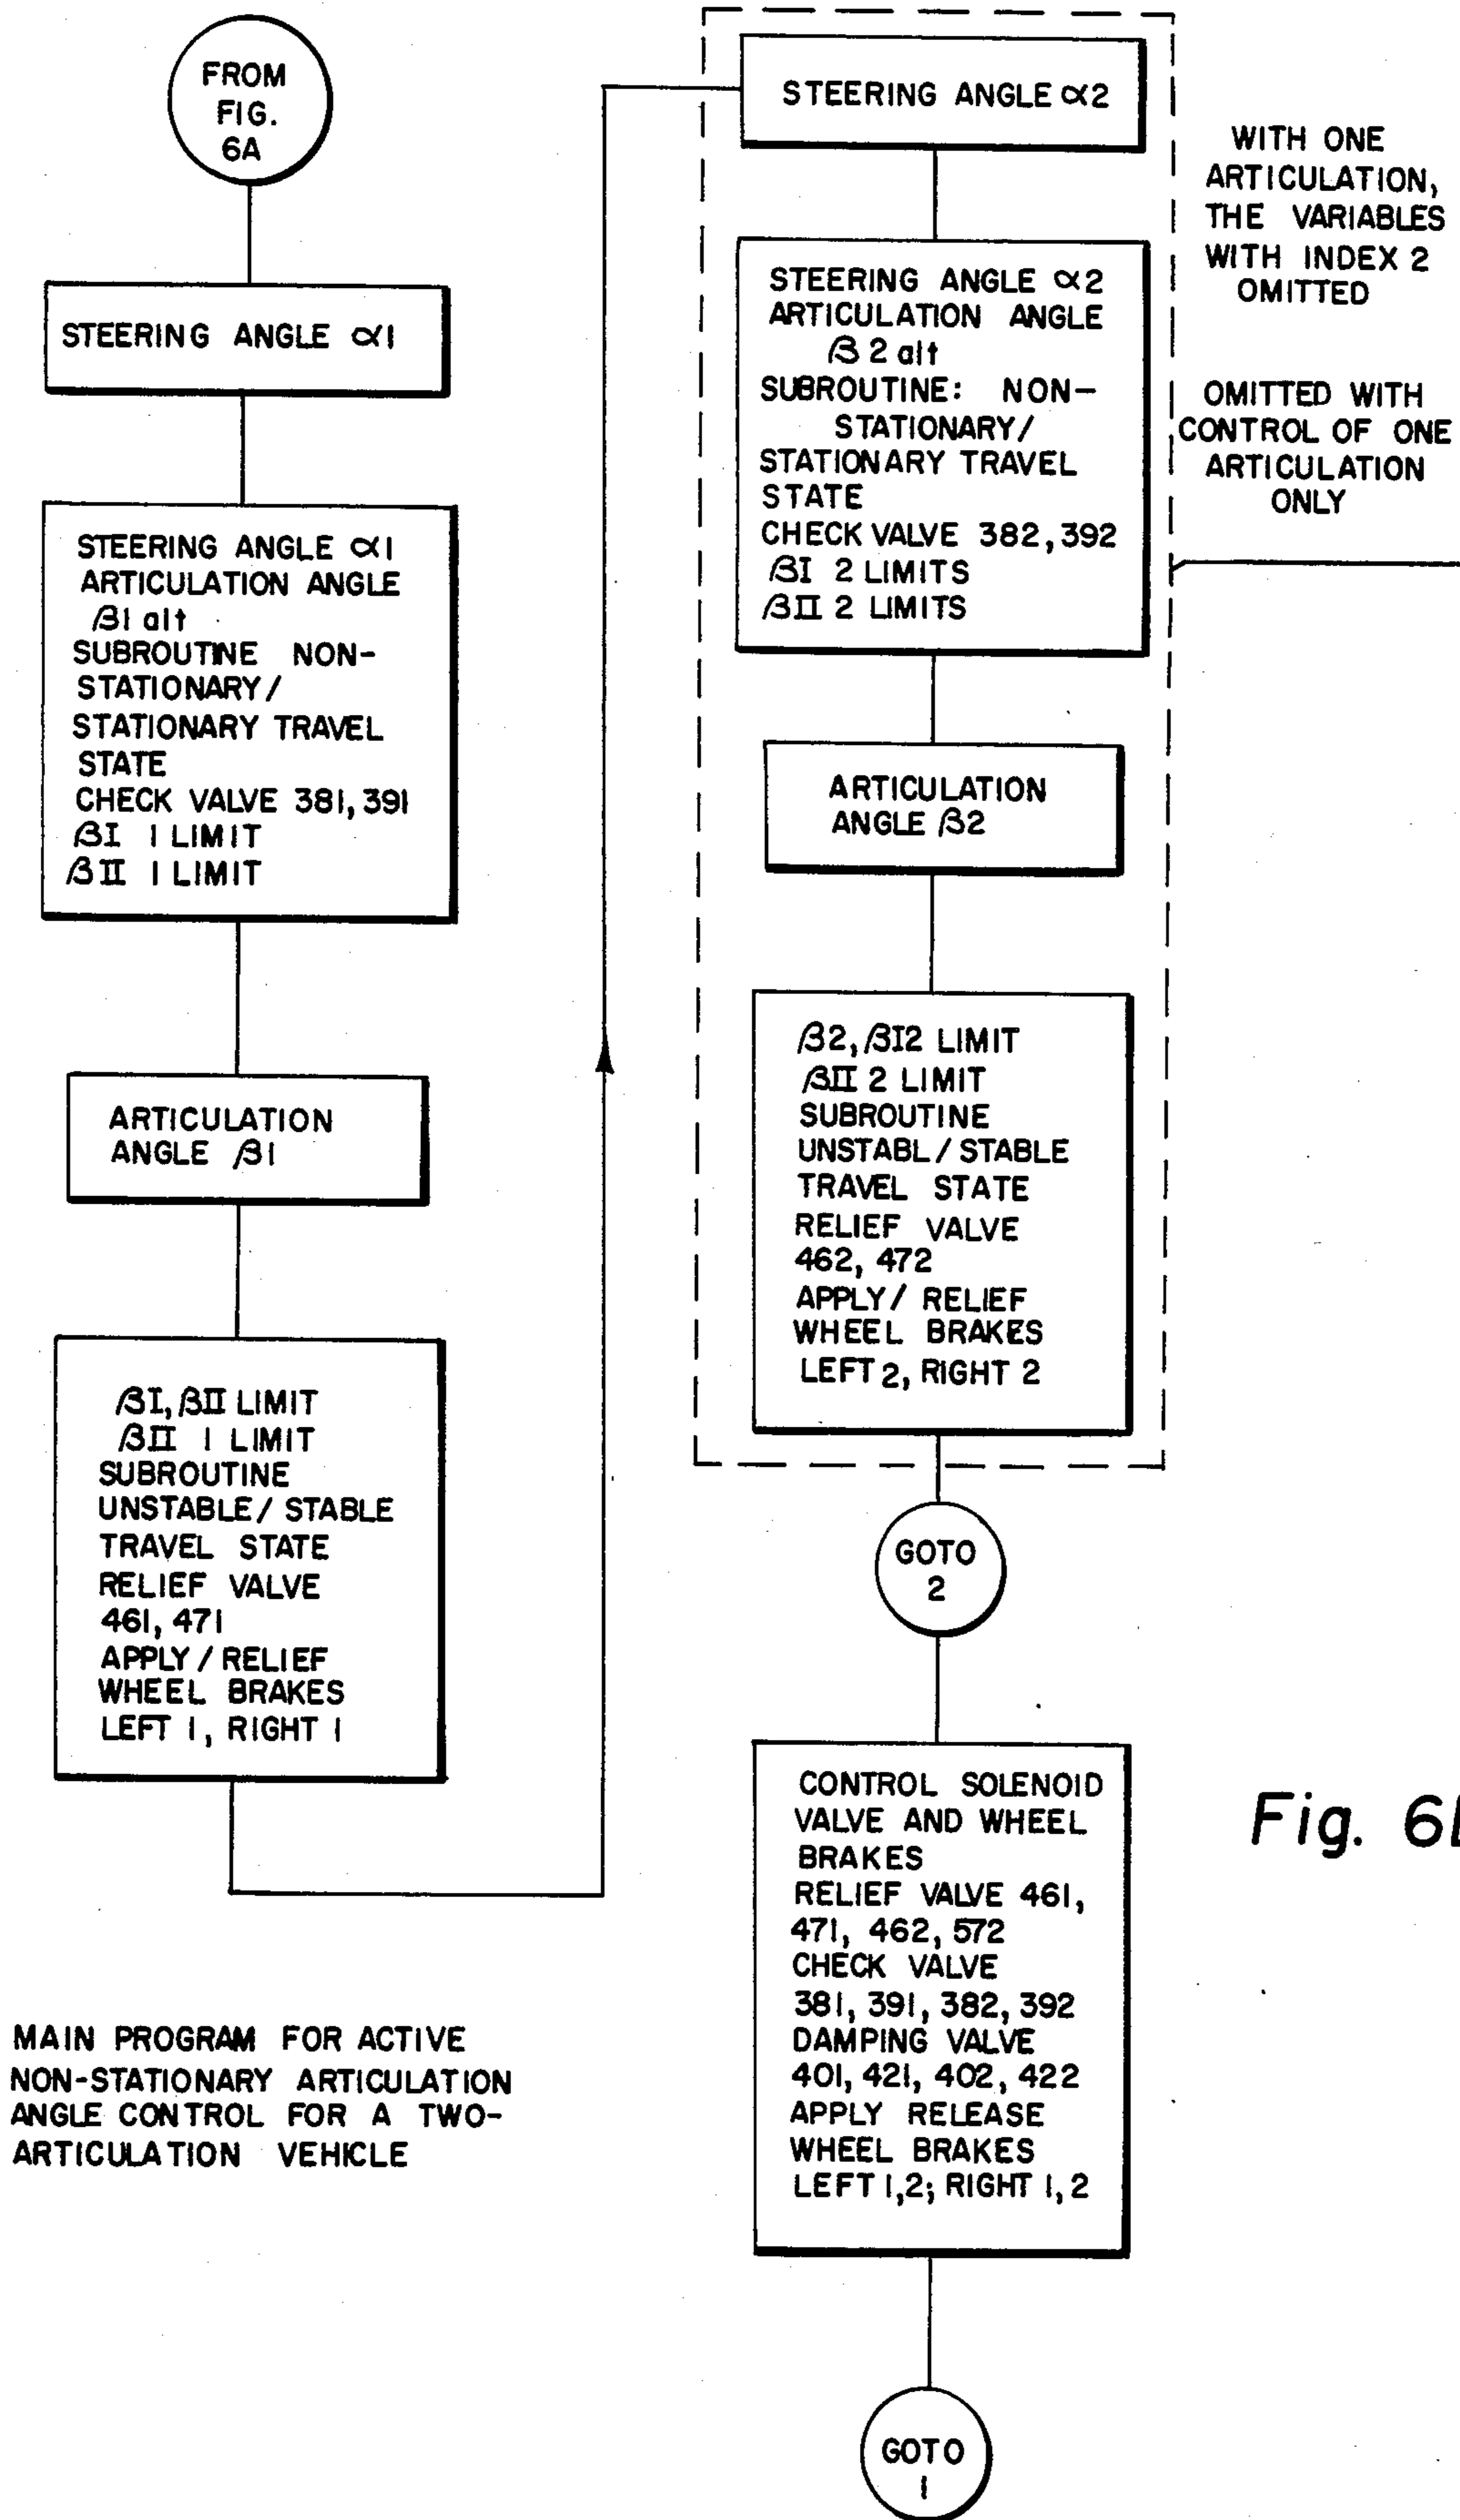 FROM
FIG.
6A
STEERING ANGLE α1
STEERING ANGLE α1
ARTICULATION ANGLE
β1 alt
SUBROUTINE NON-
STATIONARY/
STATIONARY TRAVEL
STATE
CHECK VALVE 381, 391
βI 1 LIMIT
βII 1 LIMIT
ARTICULATION
ANGLE β1
βI, βII LIMIT
βII 1 LIMIT
SUBROUTINE
UNSTABLE/ STABLE
TRAVEL STATE
RELIEF VALVE
461, 471
APPLY / RELIEF
WHEEL BRAKES
LEFT 1, RIGHT 1
MAIN PROGRAM FOR ACTIVE
NON-STATIONARY ARTICULATION
ANGLE CONTROL FOR A TWO-
ARTICULATION VEHICLE
STEERING ANGLE α2
STEERING ANGLE α2
ARTICULATION ANGLE
β 2 alt
SUBROUTINE: NON-
STATIONARY/
STATIONARY TRAVEL
STATE
CHECK VALVE 382, 392
βI 2 LIMITS
βII 2 LIMITS
ARTICULATION
ANGLE β2
β2, βI2 LIMIT
βII 2 LIMIT
SUBROUTINE
UNSTABL / STABLE
TRAVEL STATE
RELIEF VALVE
462, 472
APPLY/ RELIEF
WHEEL BRAKES
LEFT 2, RIGHT 2
GOTO
2
CONTROL SOLENOID
VALVE AND WHEEL
BRAKES
RELIEF VALVE 461,
471, 462, 572
CHECK VALVE
381, 391, 382, 392
DAMPING VALVE
401, 421, 402, 422
APPLY RELEASE
WHEEL BRAKES
LEFT 1,2; RIGHT 1, 2
GOTO
1
WITH ONE
ARTICULATION,
THE VARIABLES
WITH INDEX 2
OMITTED
OMITTED WITH
CONTROL OF ONE
ARTICULATION
ONLY
Fig.